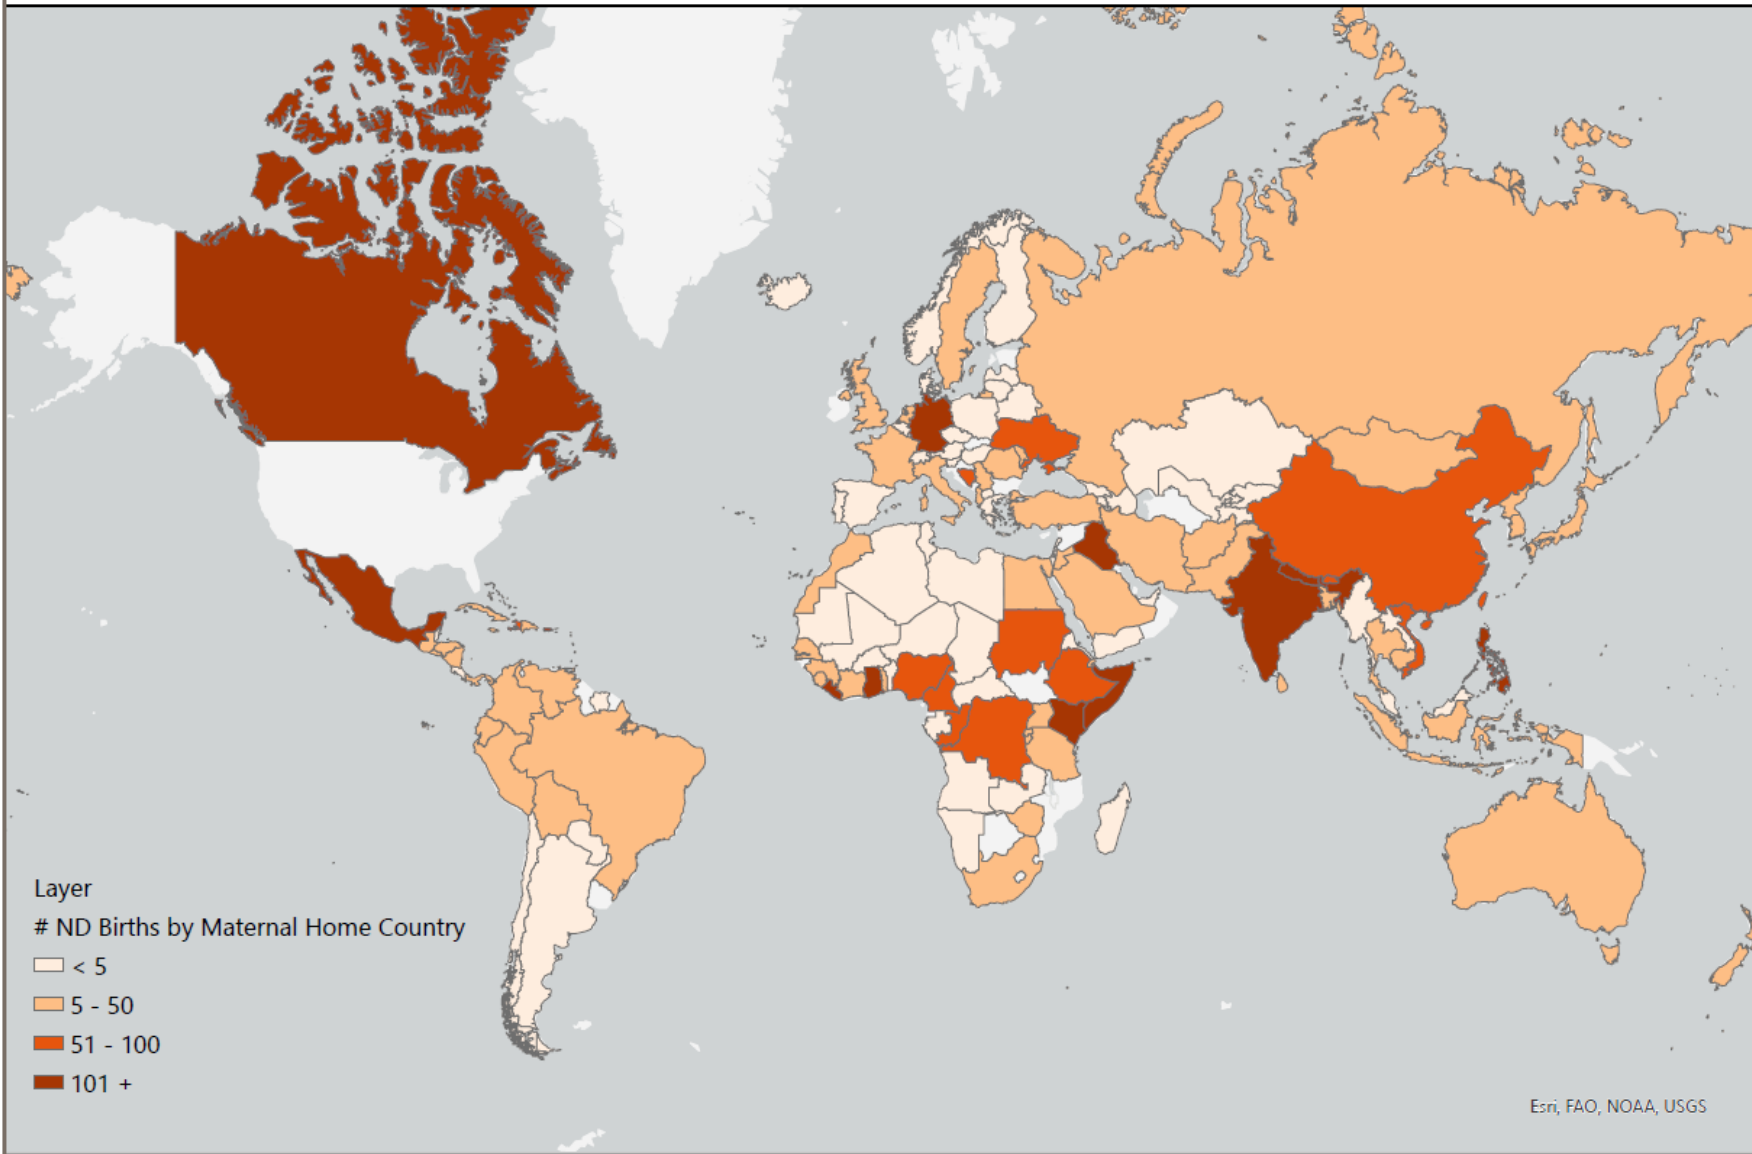 Layer
# ND Births by Maternal Home Country
< 5
5 - 50
51 - 100
101 +
Esri, FAO, NOAA, USGS